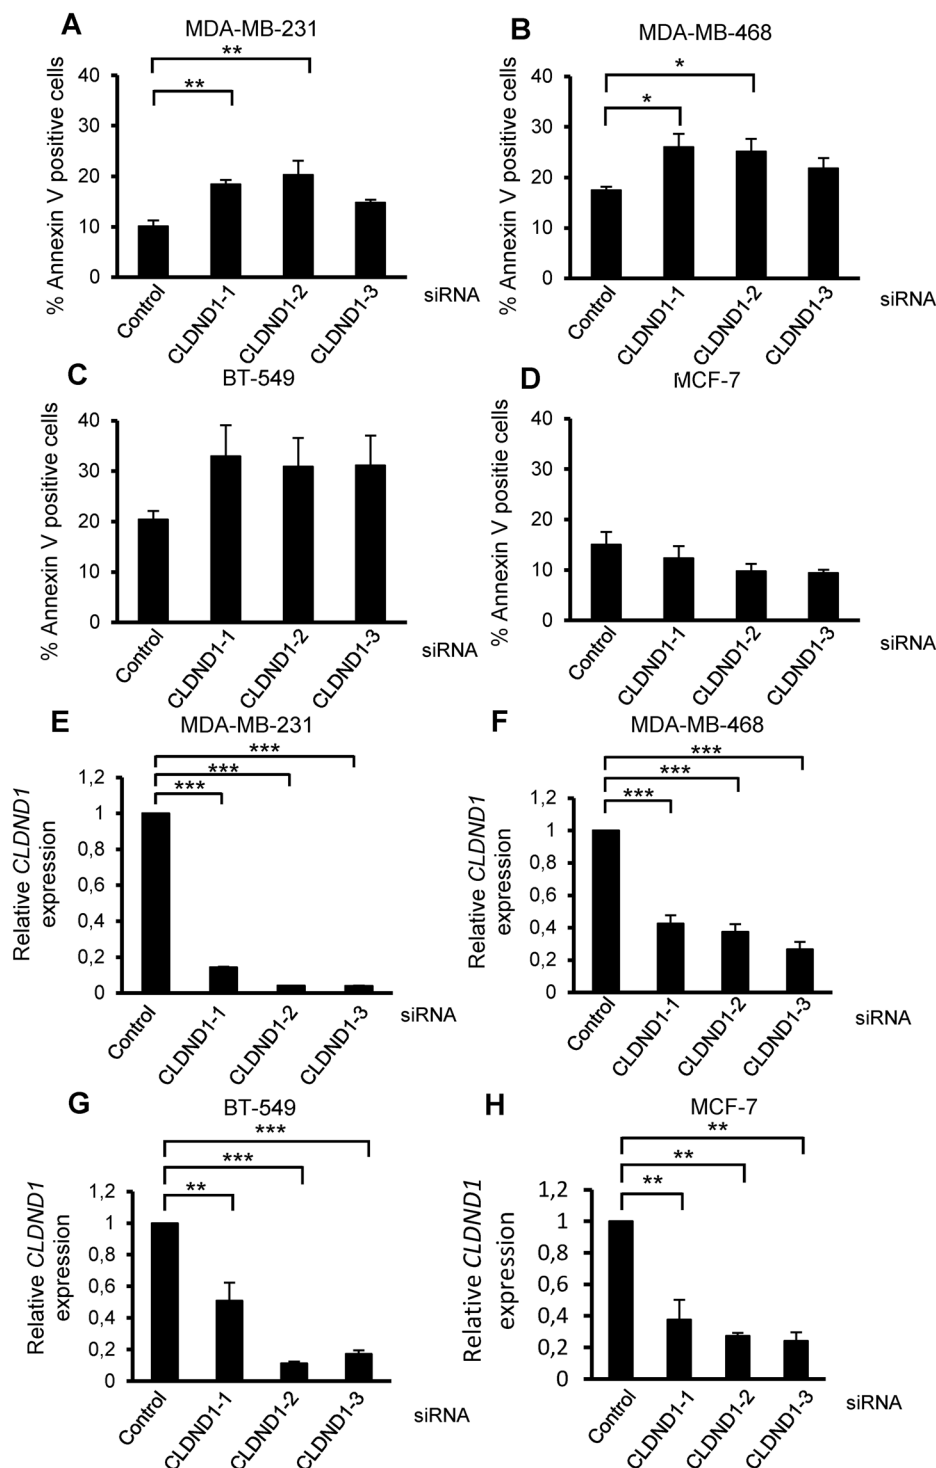 A
MDA-MB-231
**
**
% Annexin V positive cells
40
30
20
10
0
Control
CLDND1-1
CLDND1-2
CLDND1-3
siRNA
B
MDA-MB-468
*
*
% Annexin V positive cells
40
30
20
10
0
Control
CLDND1-1
CLDND1-2
CLDND1-3
siRNA
C
BT-549
% Annexin V positive cells
40
30
20
10
0
Control
CLDND1-1
CLDND1-2
CLDND1-3
siRNA
D
MCF-7
% Annexin V positie cells
40
30
20
10
0
Control
CLDND1-1
CLDND1-2
CLDND1-3
siRNA
E
MDA-MB-231
***
***
***
Relative CLDND1
expression
1,2
1
0,8
0,6
0,4
0,2
0
Control
CLDND1-1
CLDND1-2
CLDND1-3
siRNA
F
MDA-MB-468
***
***
***
Relative CLDND1
expression
1,2
1
0,8
0,6
0,4
0,2
0
Control
CLDND1-1
CLDND1-2
CLDND1-3
siRNA
G
BT-549
***
***
**
Relative CLDND1
expression
1,2
1
0,8
0,6
0,4
0,2
0
Control
CLDND1-1
CLDND1-2
CLDND1-3
siRNA
H
MCF-7
**
**
**
Relative CLDND1
expression
1,2
1
0,8
0,6
0,4
0,2
0
Control
CLDND1-1
CLDND1-2
CLDND1-3
siRNA